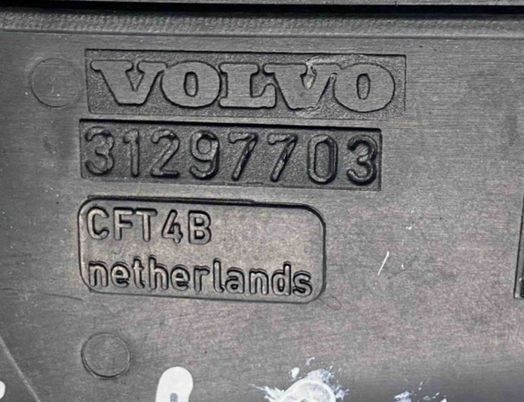 VOLVO
31297703
CFT4B
netherlands